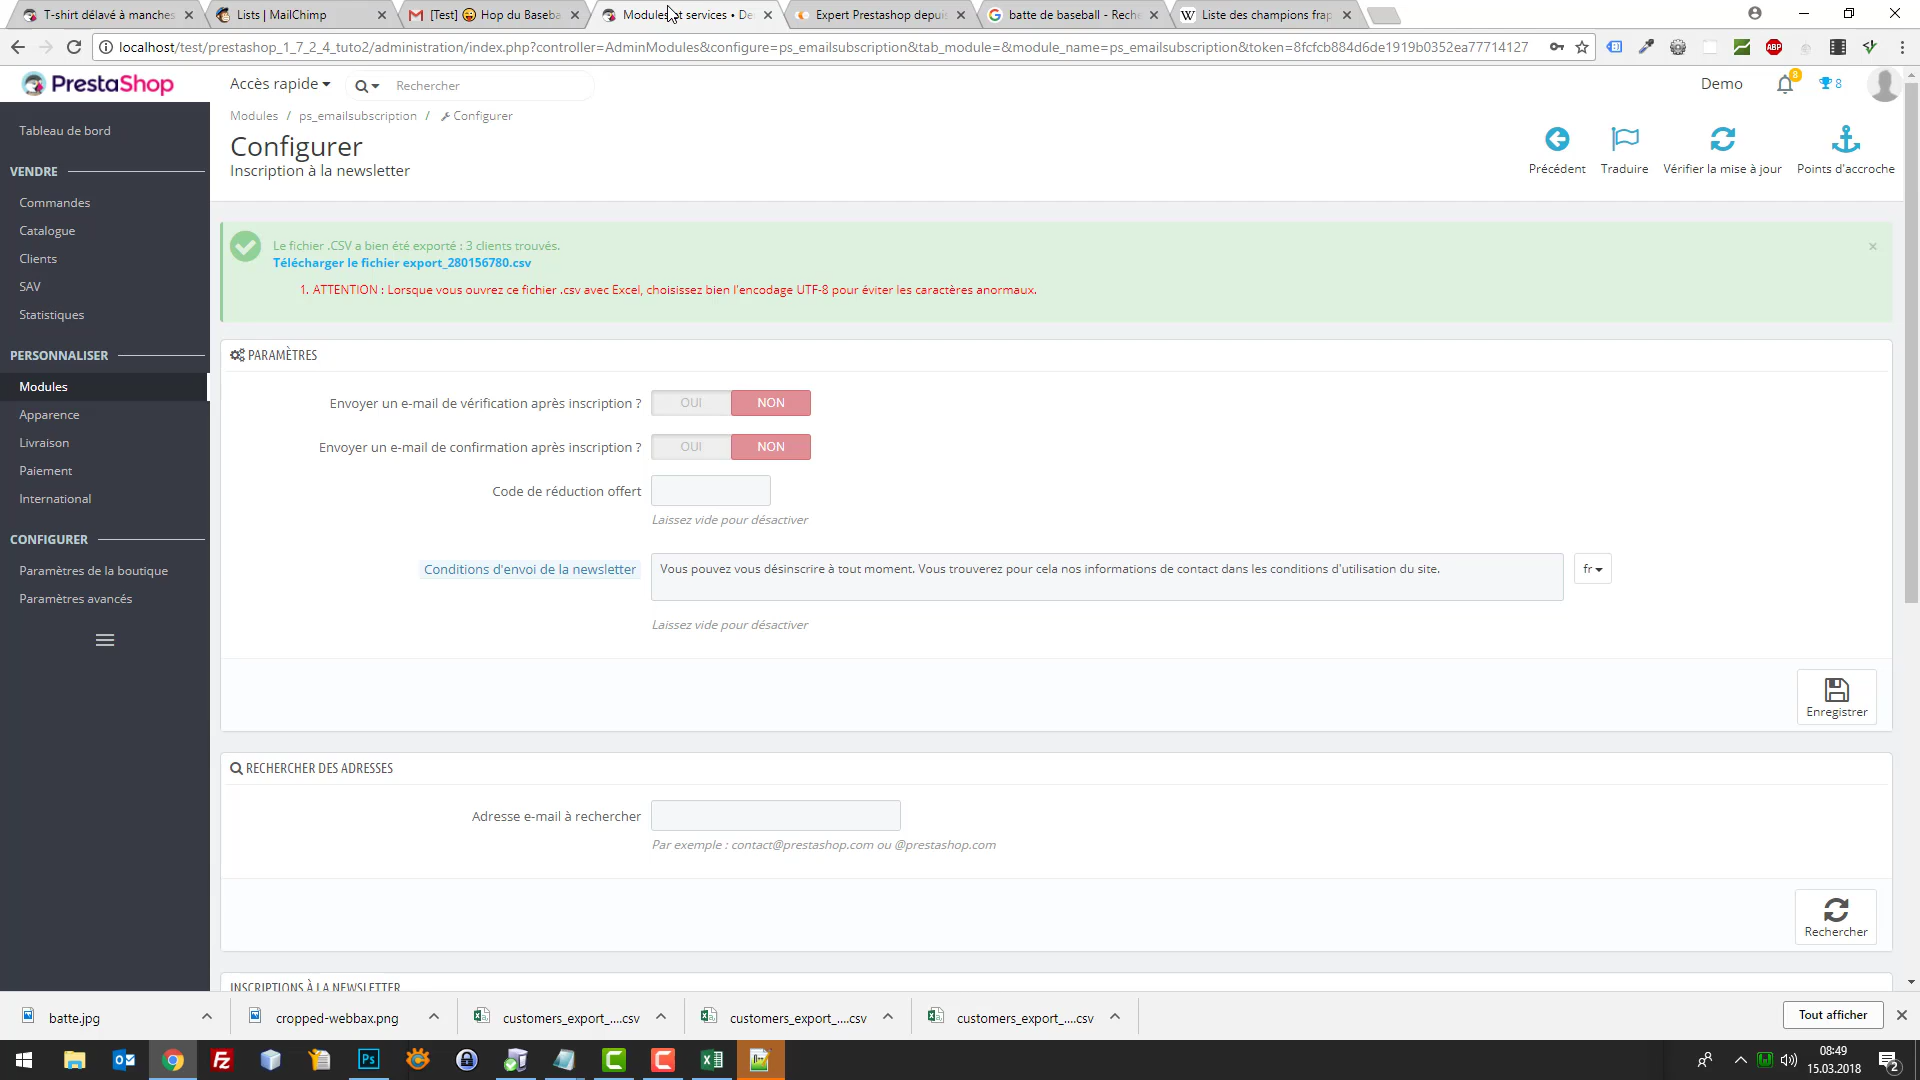 T-shirt délavé à manches
Lists | MailChimp
[Test] 😜 Hop du Baseba
Modules et services • De
Expert Prestashop depui
batte de baseball - Rech
Liste des champions frap
localhost/test/prestashop_1_7_2_4_tuto2/administration/index.php?controller=AdminModules&configure=ps_emailsubscription&tab_module=&module_name=ps_emailsubscription&token=8fcfcb884d6de1919b0352ea77714127
ABP
PrestaShop
Accès rapide
Rechercher
Demo
8
8
Modules / ps_emailsubscription / Configurer
Configurer
Inscription à la newsletter
Précédent
Traduire
Vérifier la mise à jour
Points d'accroche
Tableau de bord
VENDRE
Commandes
Catalogue
Clients
SAV
Statistiques
PERSONNALISER
Modules
Apparence
Livraison
Paiement
International
CONFIGURER
Paramètres de la boutique
Paramètres avancés
Le fichier .CSV a bien été exporté : 3 clients trouvés.
Télécharger le fichier export_280156780.csv
1. ATTENTION : Lorsque vous ouvrez ce fichier .csv avec Excel, choisissez bien l'encodage UTF-8 pour éviter les caractères anormaux.
PARAMÈTRES
Envoyer un e-mail de vérification après inscription ? OUI NON
Envoyer un e-mail de confirmation après inscription ? OUI NON
Code de réduction offert
Laissez vide pour désactiver
Conditions d'envoi de la newsletter
Vous pouvez vous désinscrire à tout moment. Vous trouverez pour cela nos informations de contact dans les conditions d'utilisation du site.
fr
Laissez vide pour désactiver
Enregistrer
RECHERCHER DES ADRESSES
Adresse e-mail à rechercher
Par exemple : contact@prestashop.com ou @prestashop.com
Rechercher
INSCRIPTIONS À LA NEWSLETTER
batte.jpg
cropped-webbax.png
customers_export_....csv
customers_export_....csv
customers_export_....csv
Tout afficher
Ps
08:49
15.03.2018
2